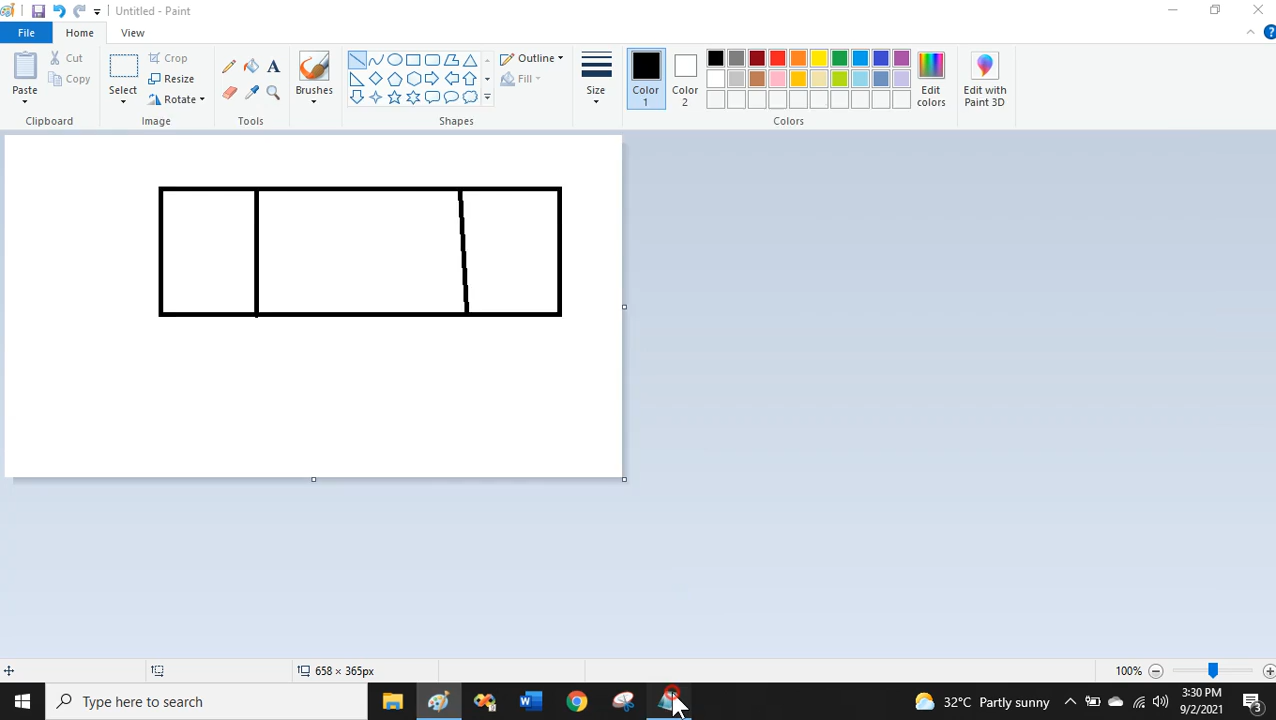 Untitled - Paint
File
Home
View
Paste
Cut
Copy
Clipboard
Select
Crop
Resize
Rotate
Image
A
Tools
Brushes
Outline
Fill
Shapes
Size
Color 1
Color 2
Edit colors
Colors
Edit with Paint 3D
658 × 365px
100%
Type here to search
32°C Partly sunny
3:30 PM
9/2/2021
3